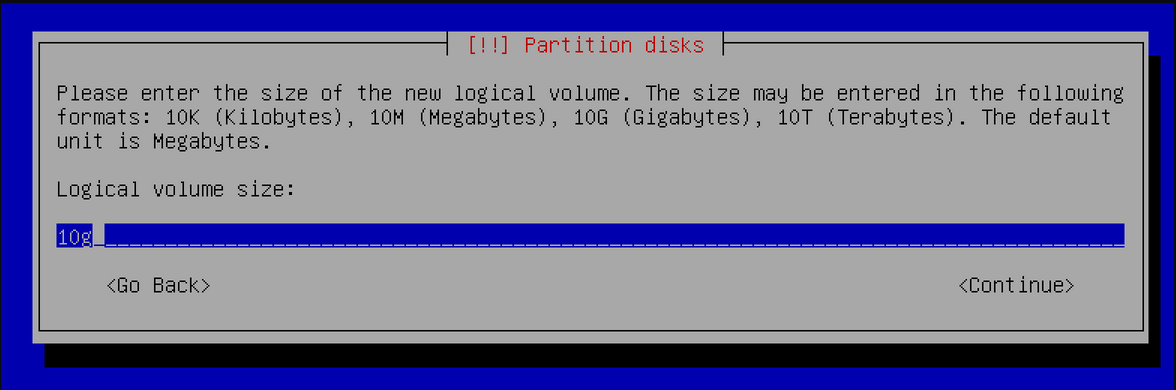 [!!] Partition disks
Please enter the size of the new logical volume. The size may be entered in the following
formats: 10K (Kilobytes), 10M (Megabytes), 10G (Gigabytes), 10T (Terabytes). The default
unit is Megabytes.
Logical volume size:
10g
<Go Back> <Continue>